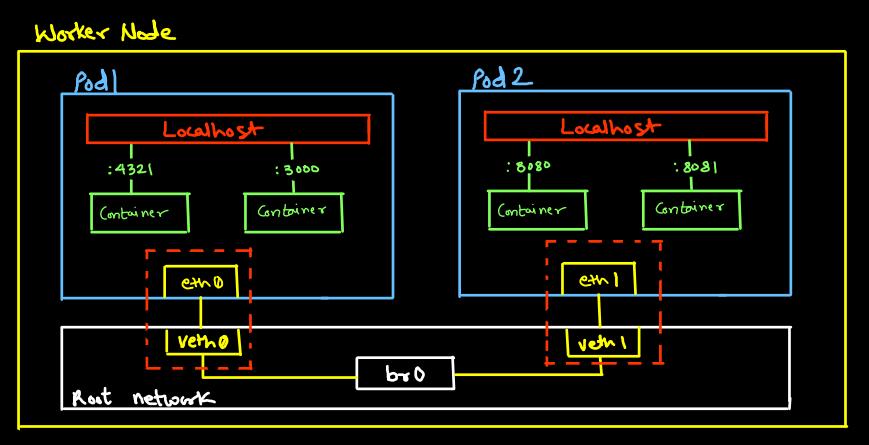 Worker Node
Pod1
Pod 2
Localhost
Localhost
:4321
:3000
:8080
:8081
Container
Container
Container
Container
eth0
eth1
veth0
veth1
br0
Root network